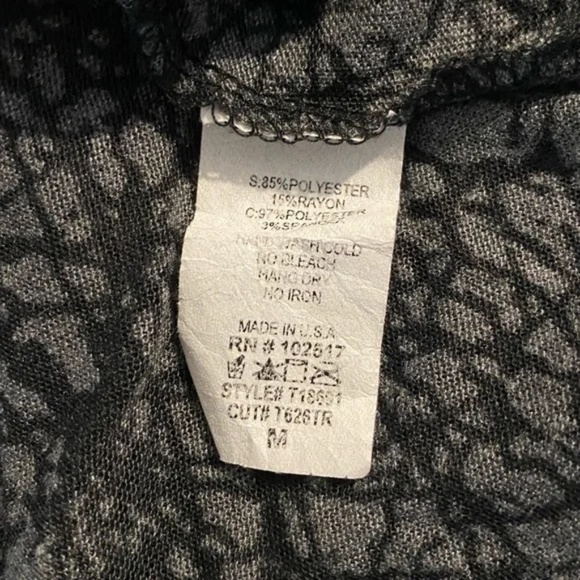 S:85%POLYESTER
15%RAYON
C:97%POLYESTER
3%SPANDEX
HAND WASH COLD
NO BLEACH
HANG DRY
NO IRON
MADE IN U.S.A
RN # 102517
STYLE# T18691
CUT# T626TR
M